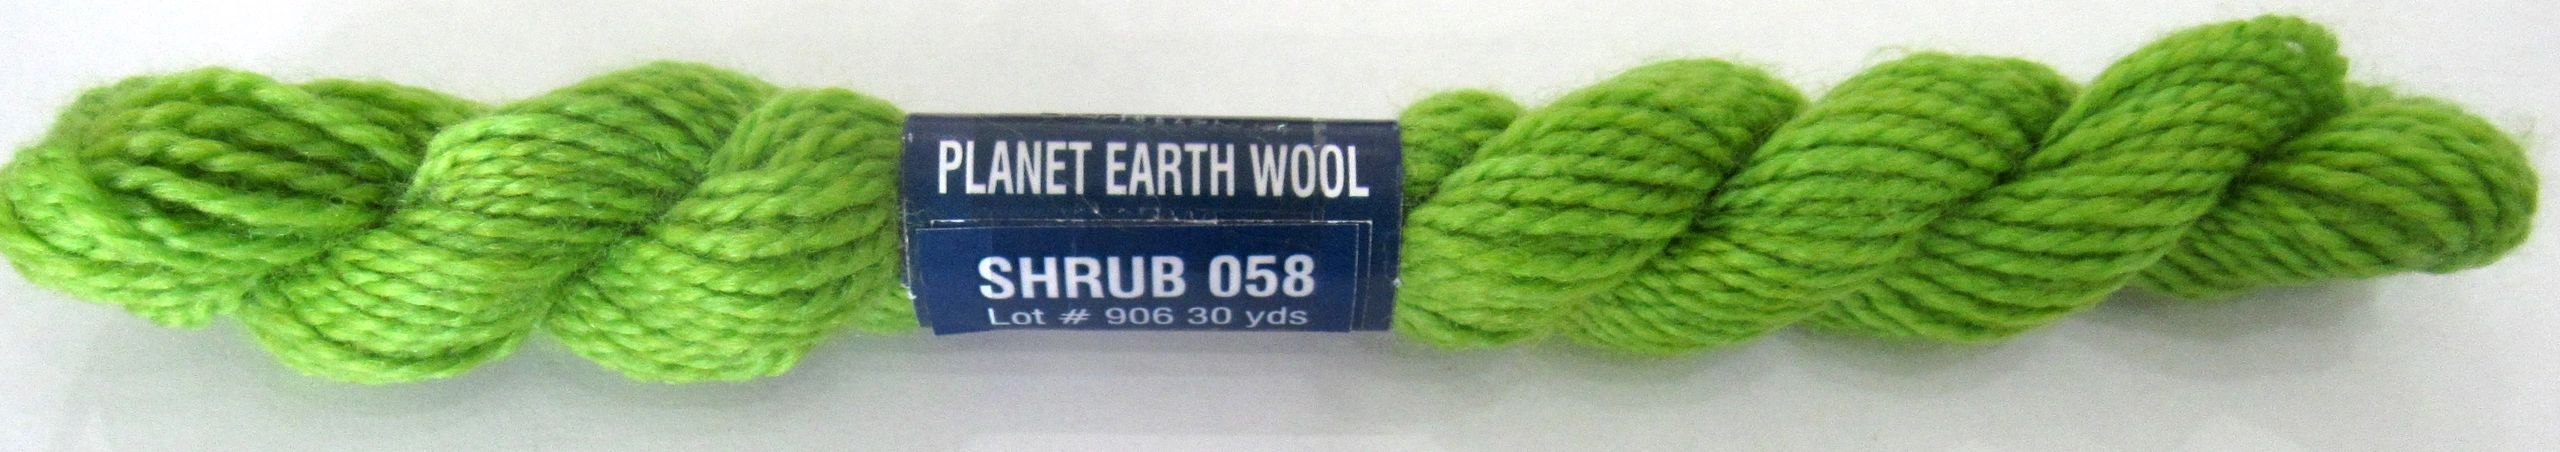 PLANET EARTH WOOL
SHRUB 058
Lot # 906 30 yds